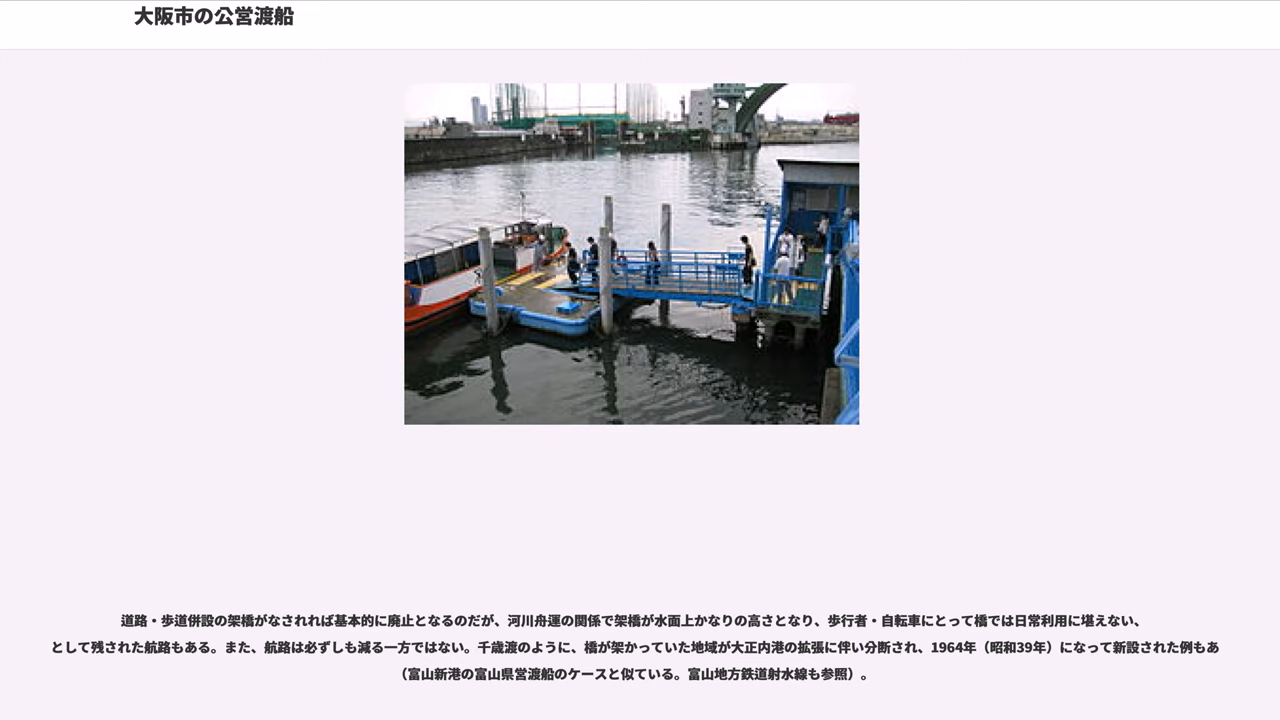 大阪市の公営渡船
道路・歩道併設の架橋がなされれば基本的に廃止となるのだが、河川舟運の関係で架橋が水面上かなりの高さとなり、歩行者・自転車にとって橋では日常利用に堪えない、
として残された航路もある。また、航路は必ずしも減る一方ではない。千歳渡のように、橋が架かっていた地域が大正内港の拡張に伴い分断され、1964年（昭和39年）になって新設された例もあ
（富山新港の富山県営渡船のケースと似ている。富山地方鉄道射水線も参照）。